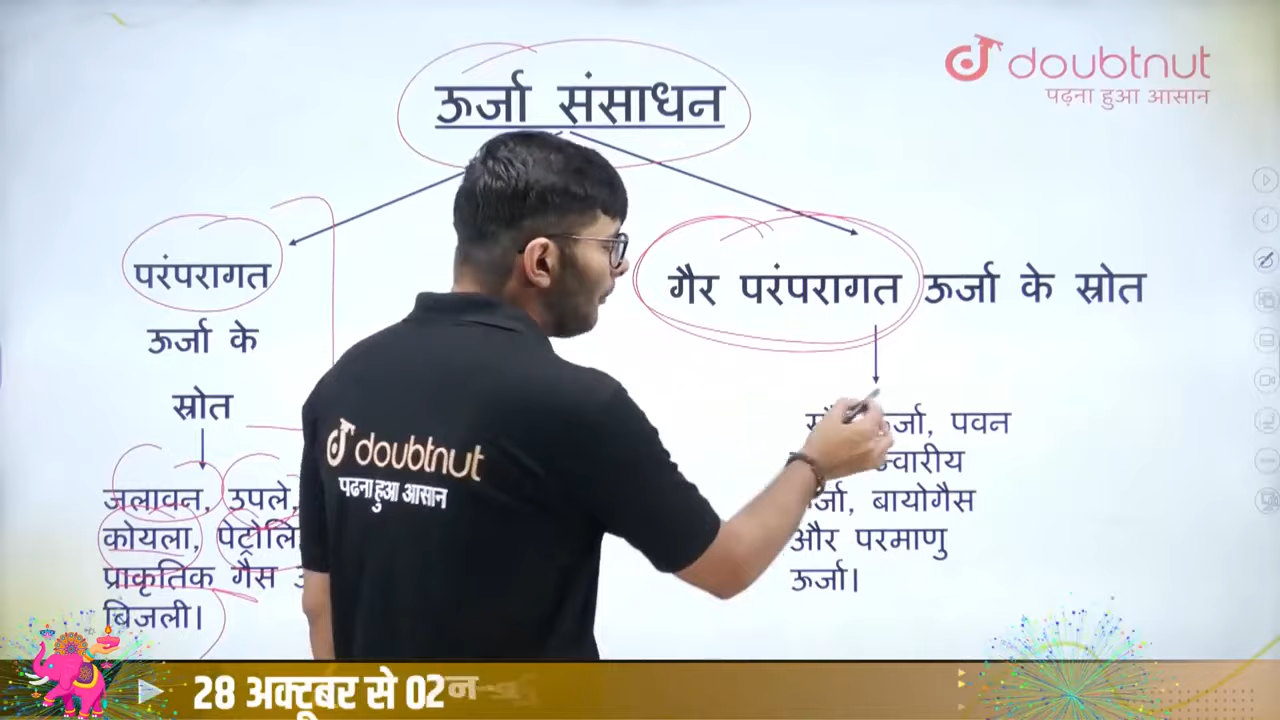 doubtnut
पढ़ना हुआ आसान
ऊर्जा संसाधन
परंपरागत
ऊर्जा के
स्रोत
जलावन, उपले,
कोयला,
प्राकृतिक गैस
बिजली।
गैर परंपरागत ऊर्जा के स्रोत
पवन
बायोगैस
और परमाणु
ऊर्जा।
doubtnut
पढना हुआ आसान
28 अक्टूबर से 02